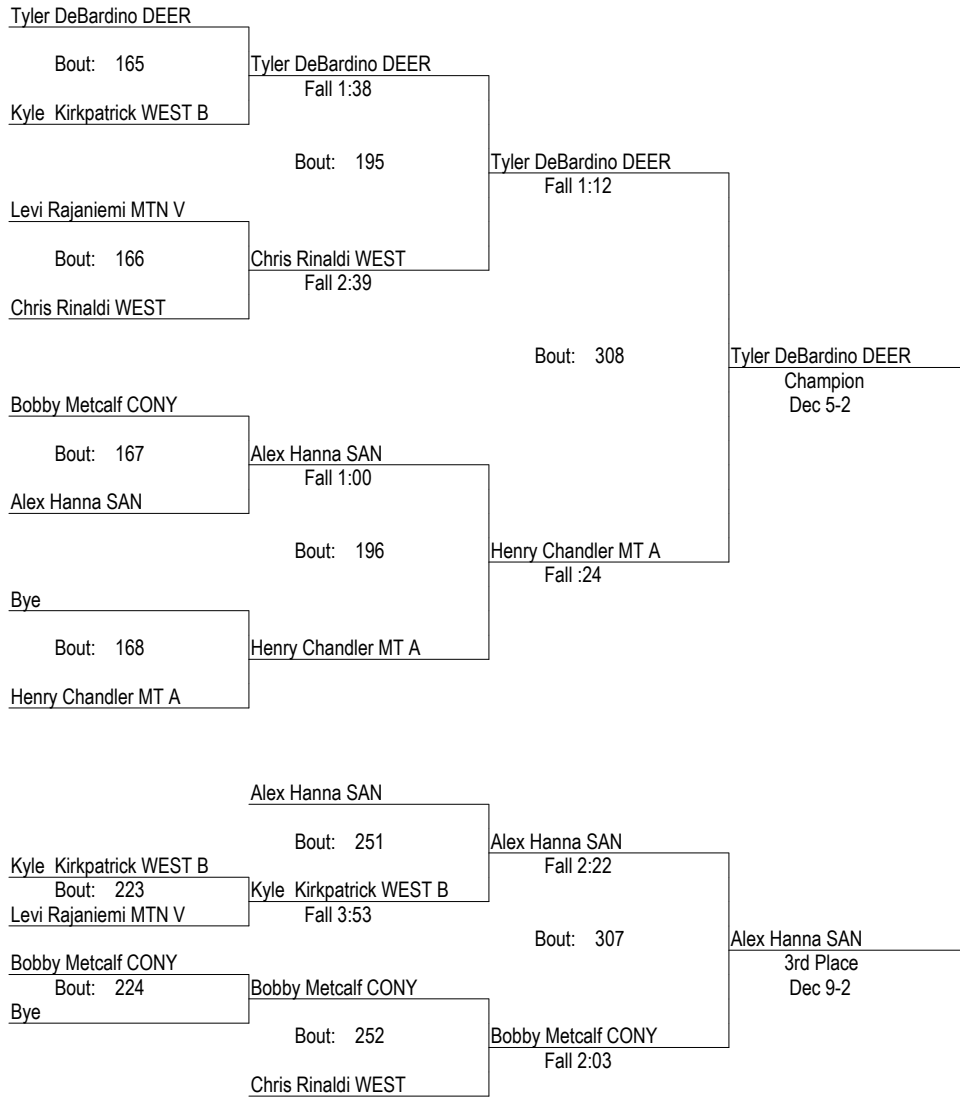 Tyler DeBardino DEER
Bout: 165
Tyler DeBardino DEER
Fall 1:38
Kyle  Kirkpatrick WEST B
Bout: 195
Tyler DeBardino DEER
Fall 1:12
Levi Rajaniemi MTN V
Bout: 166
Chris Rinaldi WEST
Fall 2:39
Chris Rinaldi WEST
Bout: 308
Tyler DeBardino DEER
Champion
Dec 5-2
Bobby Metcalf CONY
Bout: 167
Alex Hanna SAN
Fall 1:00
Alex Hanna SAN
Bout: 196
Henry Chandler MT A
Fall :24
Bye
Bout: 168
Henry Chandler MT A
Henry Chandler MT A
Alex Hanna SAN
Bout: 251
Alex Hanna SAN
Fall 2:22
Kyle  Kirkpatrick WEST B
Bout: 223
Kyle  Kirkpatrick WEST B
Fall 3:53
Levi Rajaniemi MTN V
Bout: 307
Alex Hanna SAN
3rd Place
Dec 9-2
Bobby Metcalf CONY
Bout: 224
Bobby Metcalf CONY
Bye
Bout: 252
Bobby Metcalf CONY
Fall 2:03
Chris Rinaldi WEST